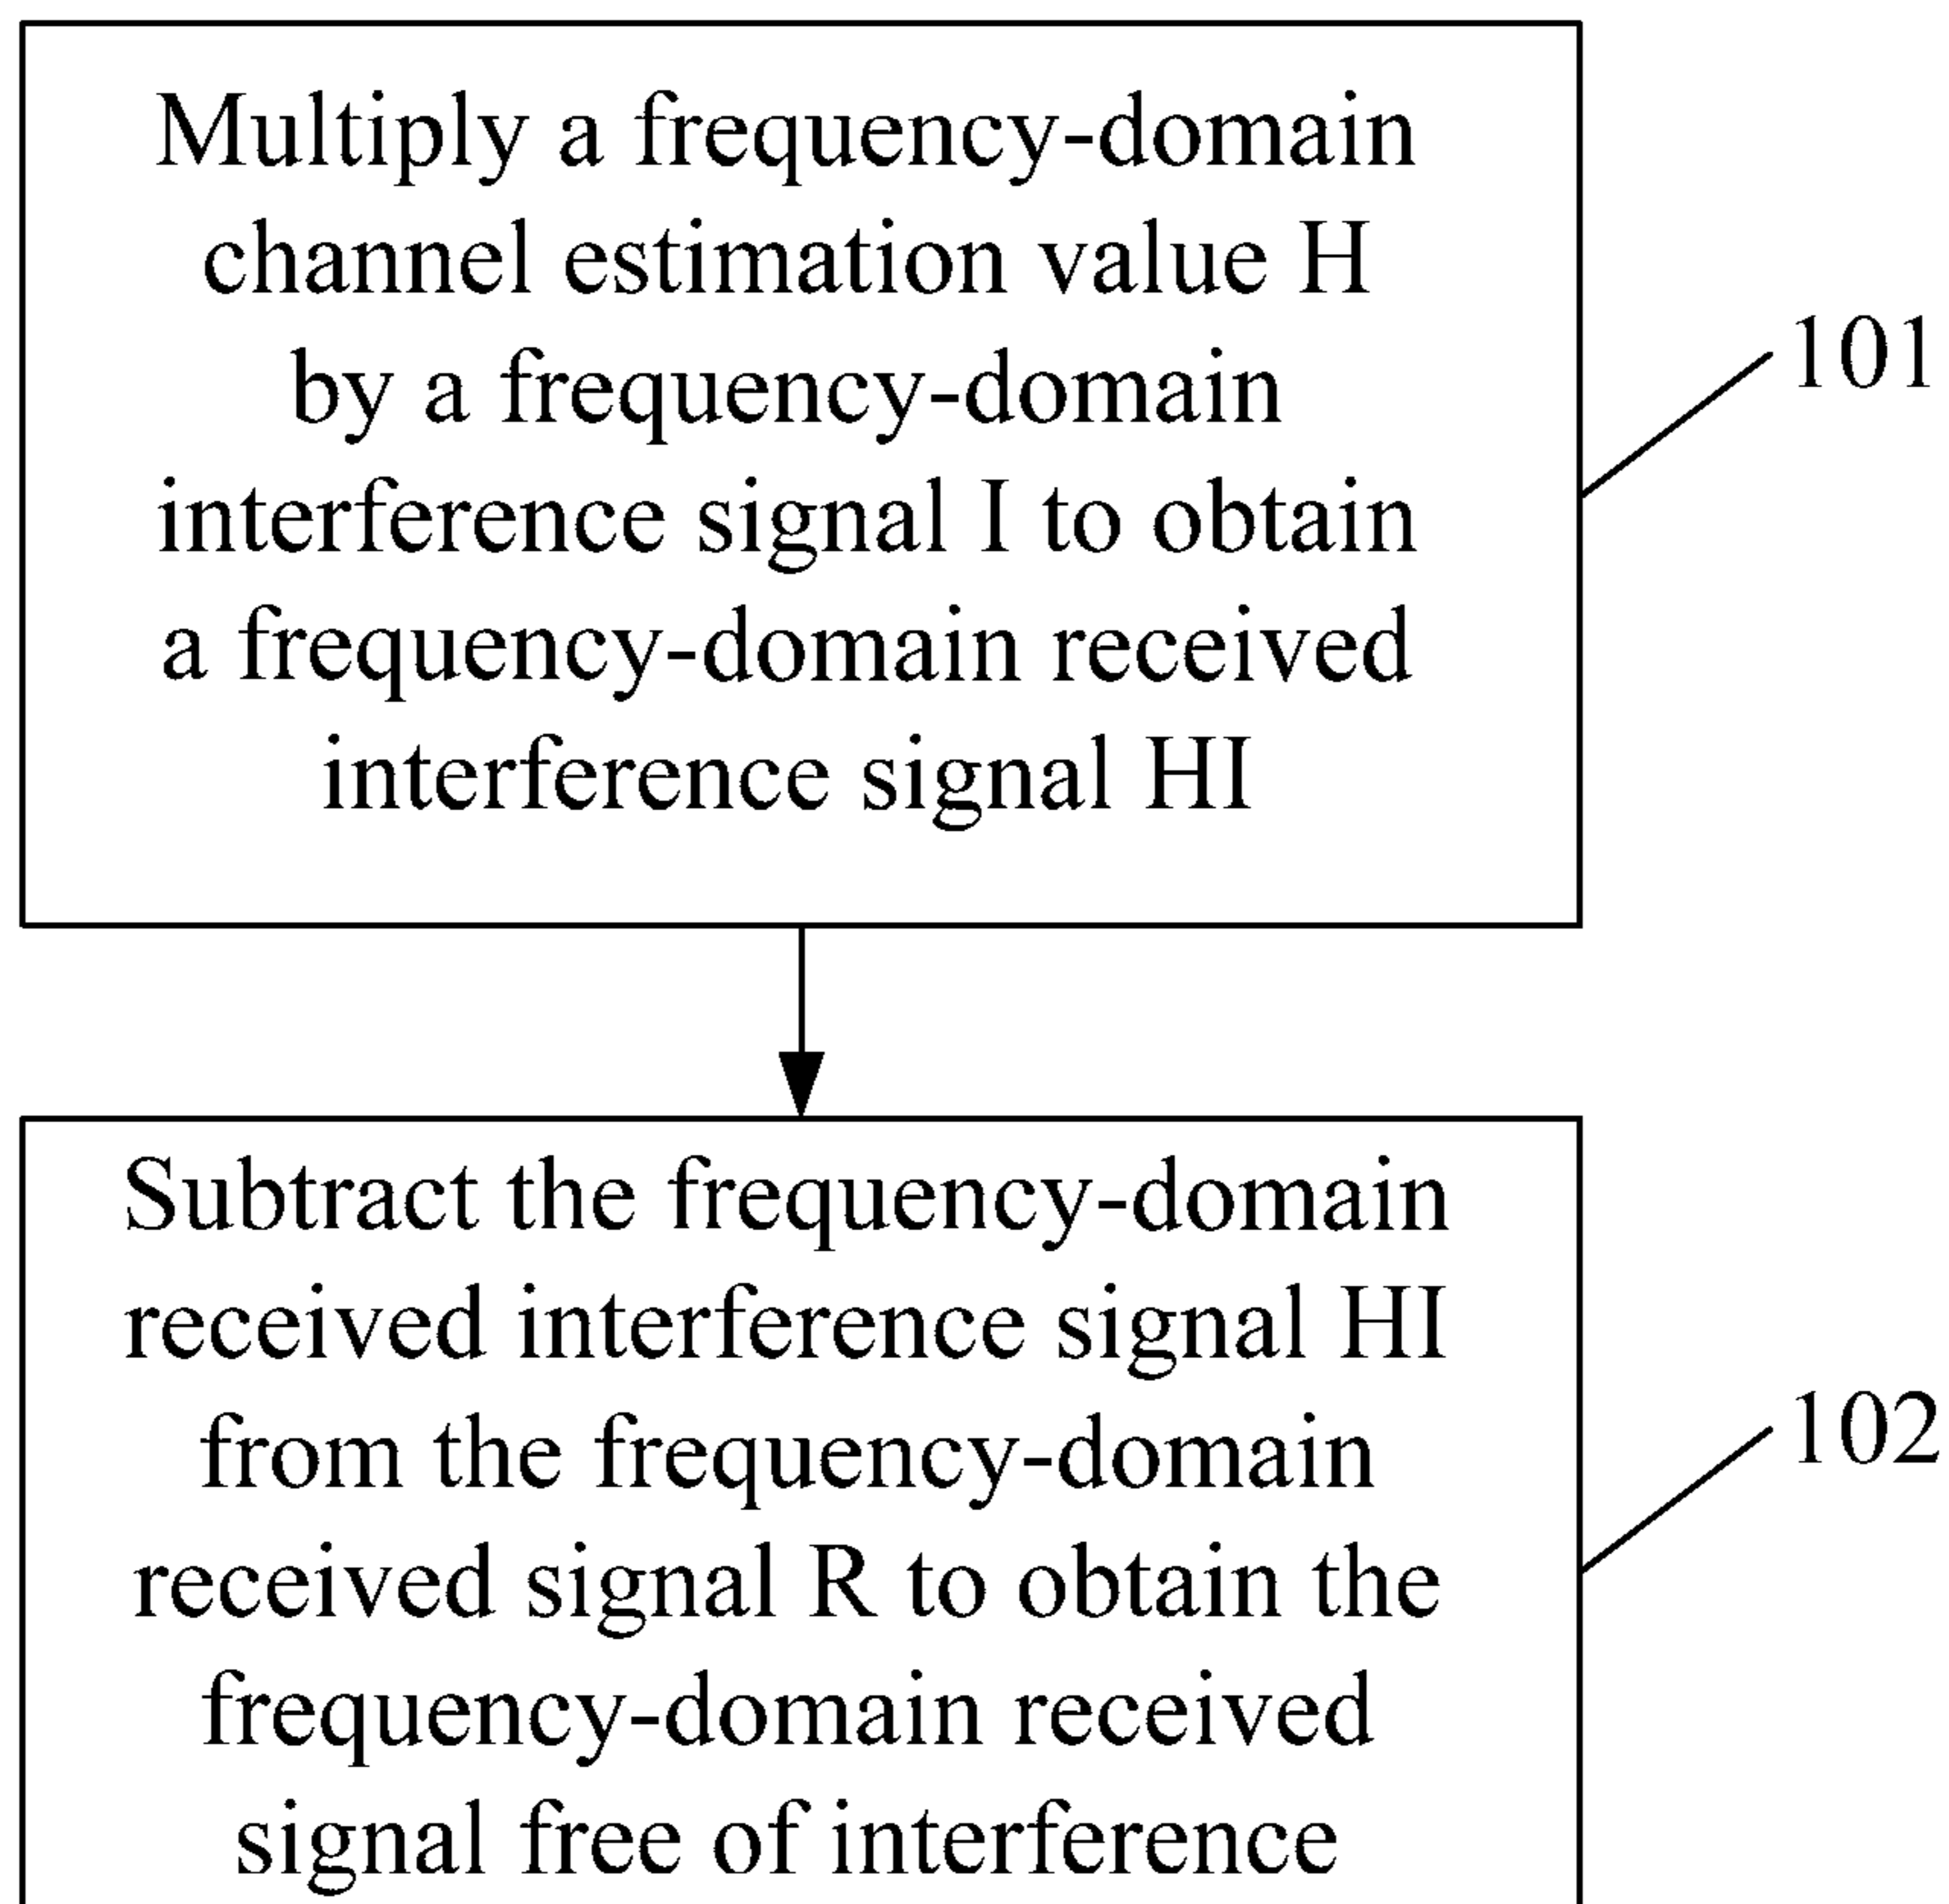 Multiply a frequency-domain
channel estimation value H
by a frequency-domain
interference signal I to obtain
a frequency-domain received
interference signal HI
101
Subtract the frequency-domain
received interference signal HI
from the frequency-domain
received signal R to obtain the
frequency-domain received
signal free of interference
102